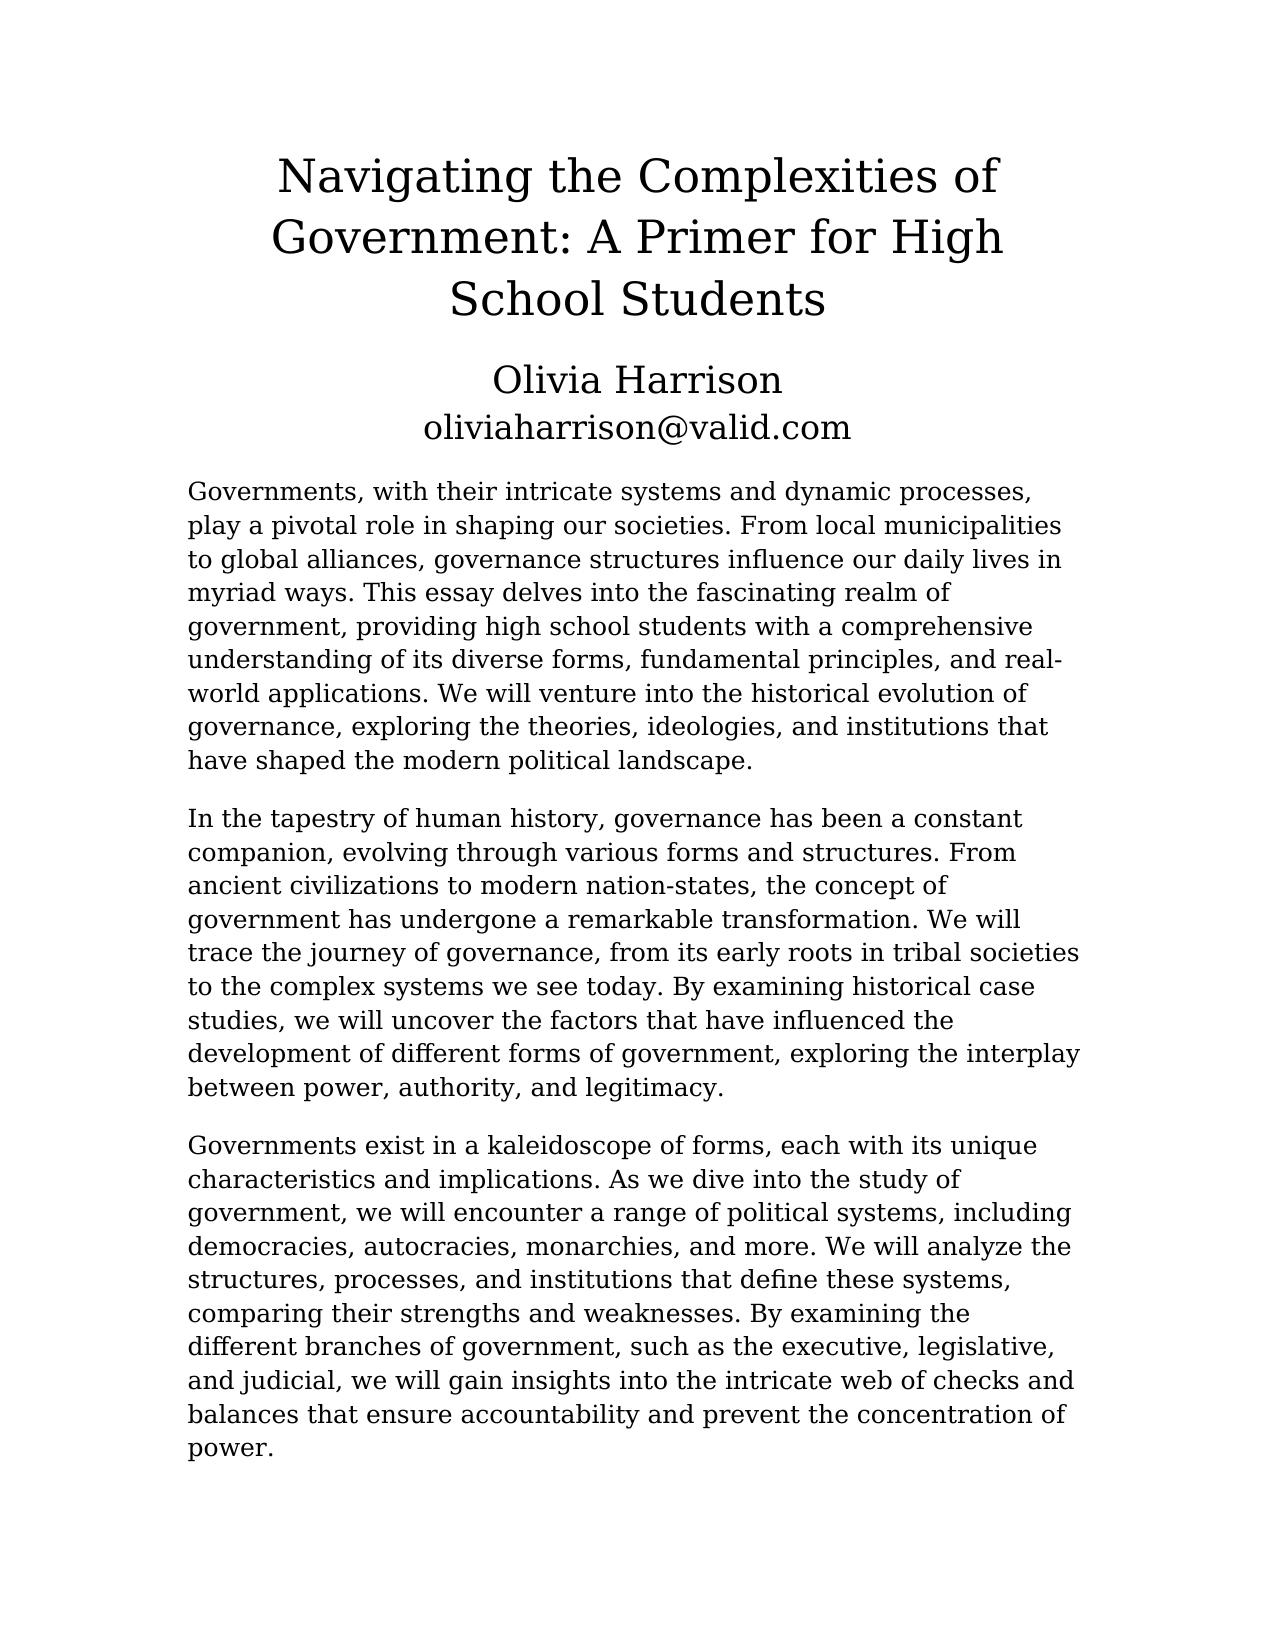 Navigating the Complexities of
Government: A Primer for High
School Students
Olivia Harrison
oliviaharrison@valid.com
Governments, with their intricate systems and dynamic processes,
play a pivotal role in shaping our societies. From local municipalities
to global alliances, governance structures influence our daily lives in
myriad ways. This essay delves into the fascinating realm of
government, providing high school students with a comprehensive
understanding of its diverse forms, fundamental principles, and real-
world applications. We will venture into the historical evolution of
governance, exploring the theories, ideologies, and institutions that
have shaped the modern political landscape.
In the tapestry of human history, governance has been a constant
companion, evolving through various forms and structures. From
ancient civilizations to modern nation-states, the concept of
government has undergone a remarkable transformation. We will
trace the journey of governance, from its early roots in tribal societies
to the complex systems we see today. By examining historical case
studies, we will uncover the factors that have influenced the
development of different forms of government, exploring the interplay
between power, authority, and legitimacy.
Governments exist in a kaleidoscope of forms, each with its unique
characteristics and implications. As we dive into the study of
government, we will encounter a range of political systems, including
democracies, autocracies, monarchies, and more. We will analyze the
structures, processes, and institutions that define these systems,
comparing their strengths and weaknesses. By examining the
different branches of government, such as the executive, legislative,
and judicial, we will gain insights into the intricate web of checks and
balances that ensure accountability and prevent the concentration of
power.